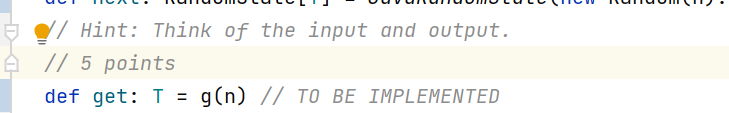 // Hint: Think of the input and output.
// 5 points
def get: T = g(n) // TO BE IMPLEMENTED